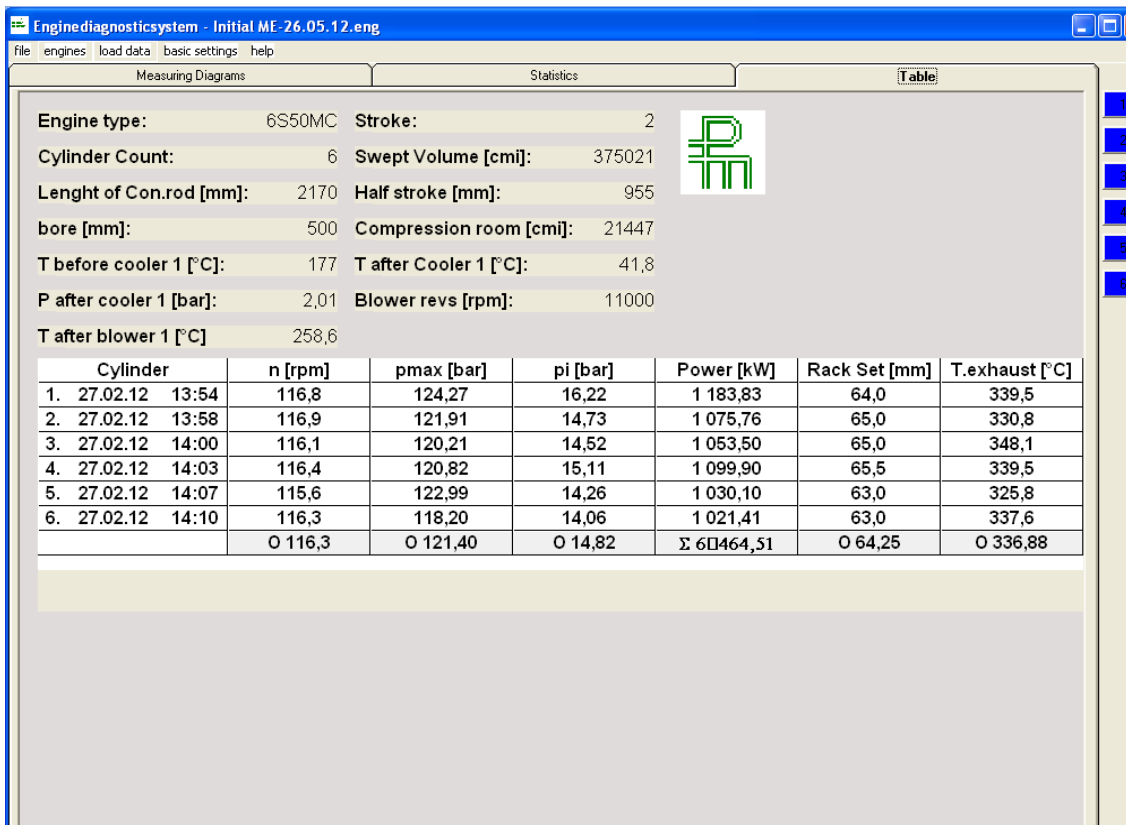 Enginediagnosticsystem - Initial ME-26.05.12.eng
file engines load data basic settings help
Measuring Diagrams Statistics Table
Engine type: 6S50MC Stroke: 2
Cylinder Count: 6 Swept Volume [cmi]: 375021
Lenght of Con.rod [mm]: 2170 Half stroke [mm]: 955
bore [mm]: 500 Compression room [cmi]: 21447
T before cooler 1 [°C]: 177 T after Cooler 1 [°C]: 41,8
P after cooler 1 [bar]: 2,01 Blower revs [rpm]: 11000
T after blower 1 [°C] 258,6
Cylinder n [rpm] pmax [bar] pi [bar] Power [kW] Rack Set [mm] T.exhaust [°C]
1. 27.02.12 13:54 116,8 124,27 16,22 1 183,83 64,0 339,5
2. 27.02.12 13:58 116,9 121,91 14,73 1 075,76 65,0 330,8
3. 27.02.12 14:00 116,1 120,21 14,52 1 053,50 65,0 348,1
4. 27.02.12 14:03 116,4 120,82 15,11 1 099,90 65,5 339,5
5. 27.02.12 14:07 115,6 122,99 14,26 1 030,10 63,0 325,8
6. 27.02.12 14:10 116,3 118,20 14,06 1 021,41 63,0 337,6
O 116,3 O 121,40 O 14,82 Σ 6□464,51 O 64,25 O 336,88